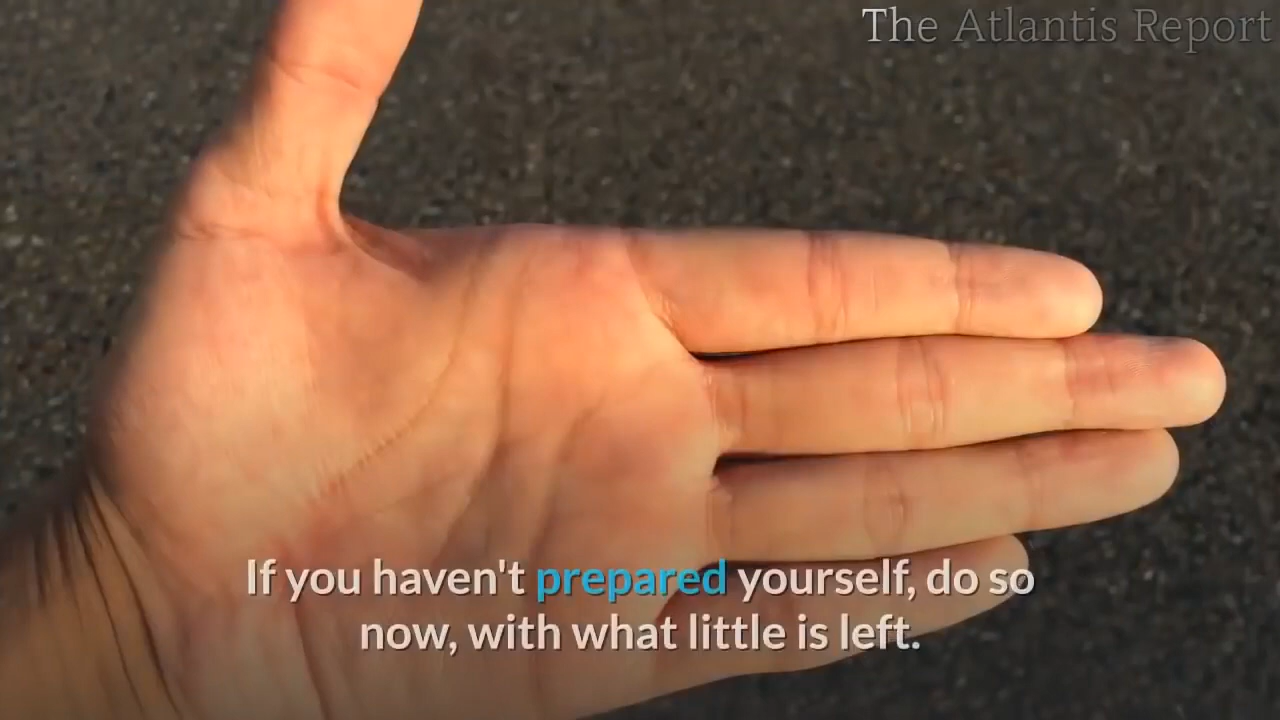 The Atlantis Report
If you haven't prepared yourself, do so
now, with what little is left.